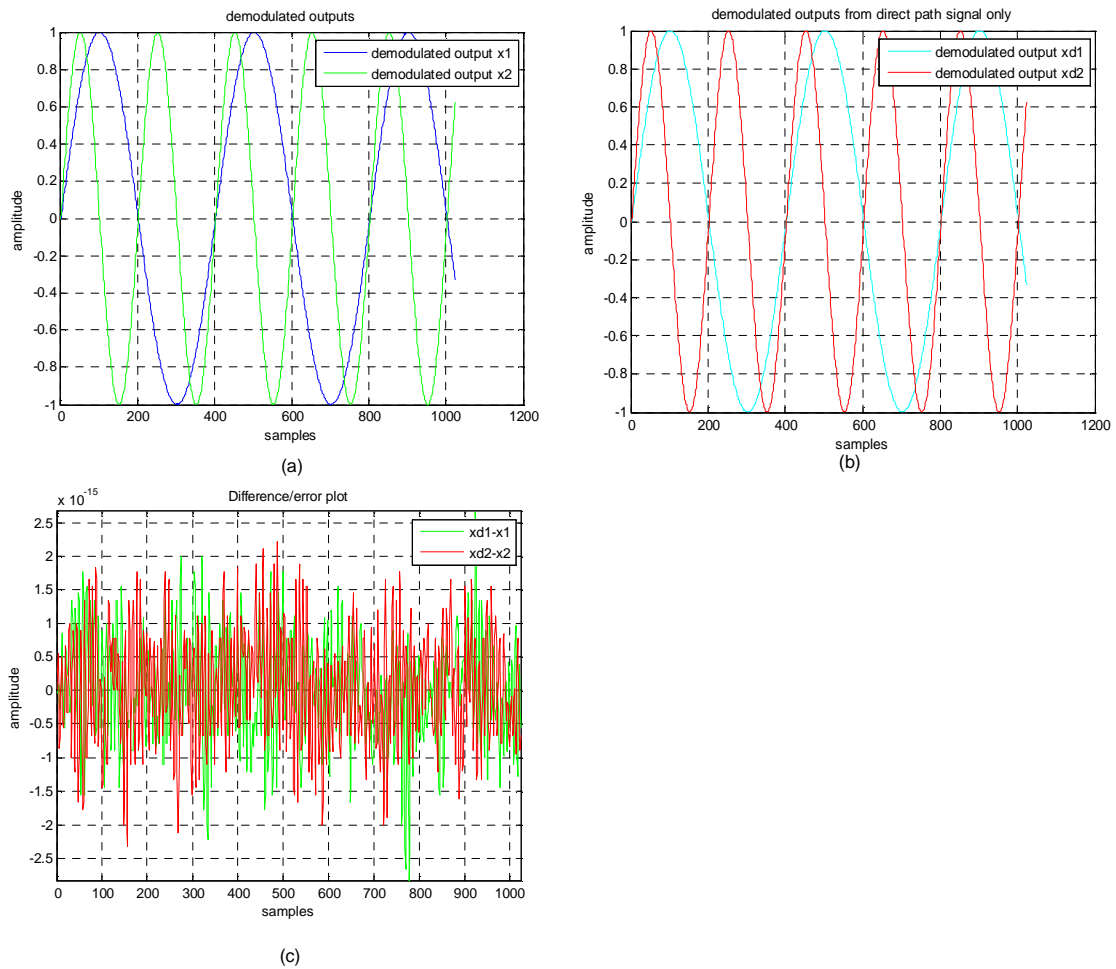 demodulated outputs
1
0.8
0.6
0.4
0.2
0
-0.2
-0.4
-0.6
-0.8
-1
amplitude
demodulated output x1
demodulated output x2
0 200 400 600 800 1000 1200
samples
(a)
demodulated outputs from direct path signal only
1
0.8
0.6
0.4
0.2
0
-0.2
-0.4
-0.6
-0.8
-1
amplitude
demodulated output xd1
demodulated output xd2
0 200 400 600 800 1000 1200
samples
(b)
Difference/error plot
x 10-15
2.5
2
1.5
1
0.5
0
-0.5
-1
-1.5
-2
-2.5
amplitude
xd1-x1
xd2-x2
0 100 200 300 400 500 600 700 800 900 1000
samples
(c)